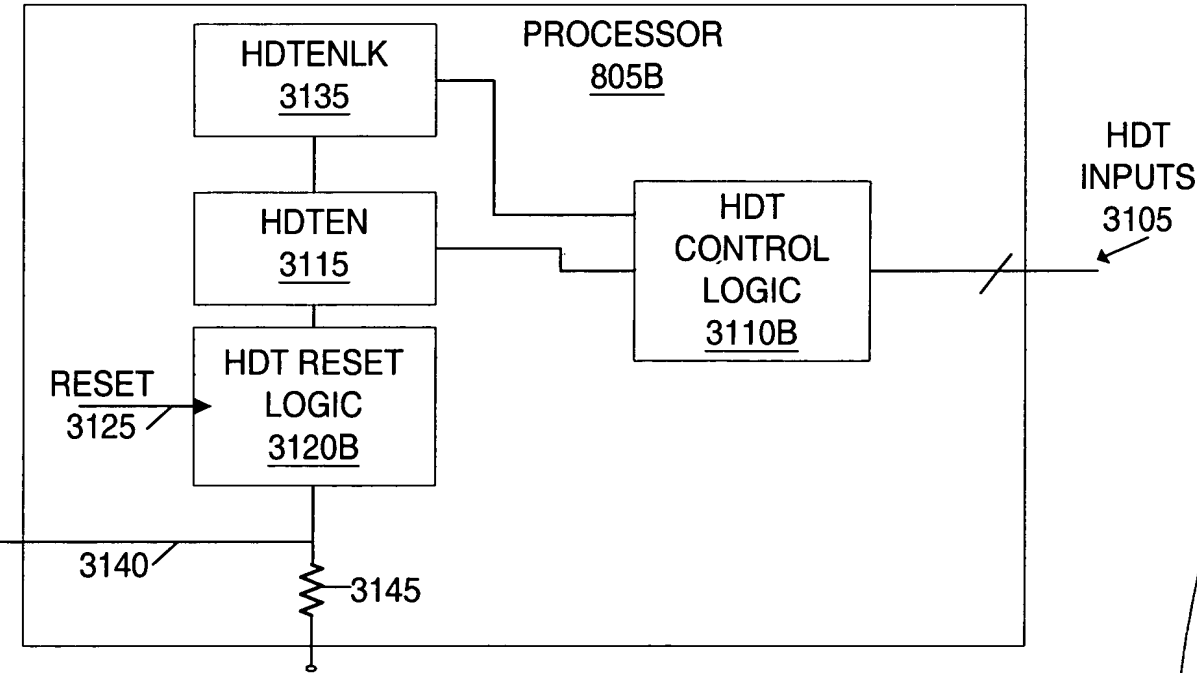 PROCESSOR
805B
HDTENLK
3135
HDTEN
3115
HDT
CONTROL
LOGIC
3110B
HDT
INPUTS
3105
HDT RESET
LOGIC
3120B
RESET
3125
3140
3145